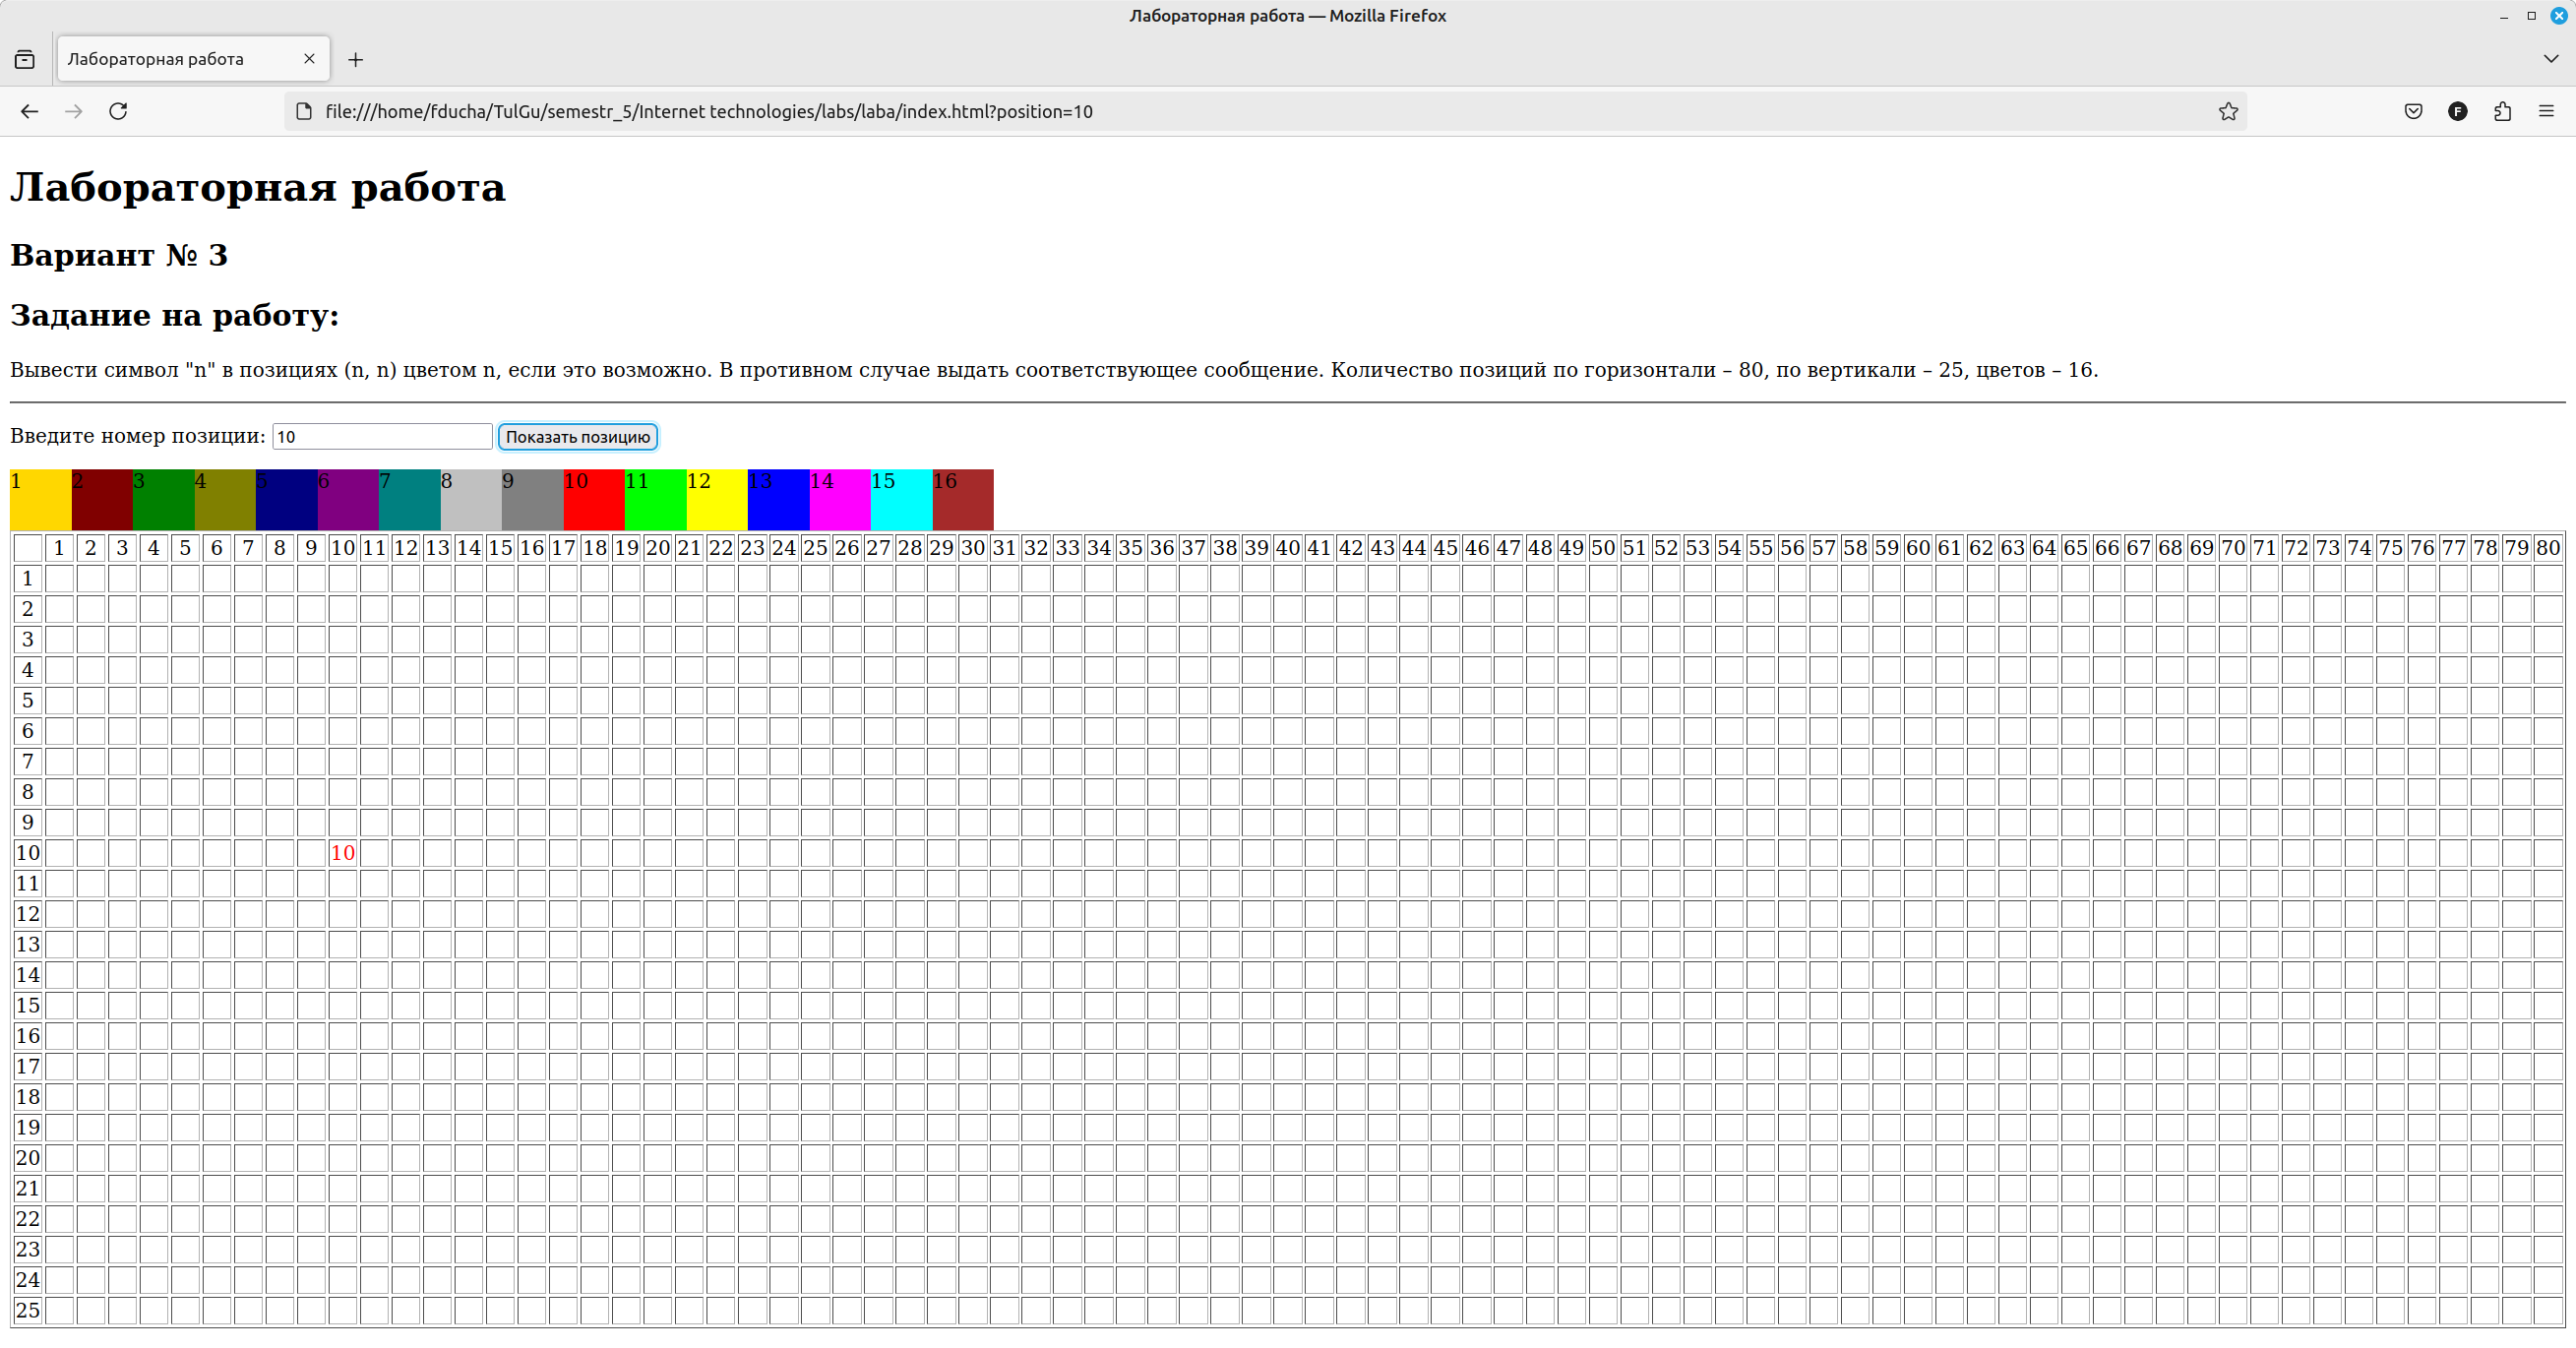 Лабораторная работа — Mozilla Firefox
Лабораторная работа
file:///home/fducha/TulGu/semestr_5/Internet technologies/labs/laba/index.html?position=10
F
Лабораторная работа
Вариант № 3
Задание на работу:
Вывести символ "n" в позициях (n, n) цветом n, если это возможно. В противном случае выдать соответствующее сообщение. Количество позиций по горизонтали – 80, по вертикали – 25, цветов – 16.
Введите номер позиции: 10 Показать позицию
1 2 3 4 5 6 7 8 9 10 11 12 13 14 15 16
1 2 3 4 5 6 7 8 9 10 11 12 13 14 15 16 17 18 19 20 21 22 23 24 25 26 27 28 29 30 31 32 33 34 35 36 37 38 39 40 41 42 43 44 45 46 47 48 49 50 51 52 53 54 55 56 57 58 59 60 61 62 63 64 65 66 67 68 69 70 71 72 73 74 75 76 77 78 79 80
1
2
3
4
5
6
7
8
9
10 10
11
12
13
14
15
16
17
18
19
20
21
22
23
24
25